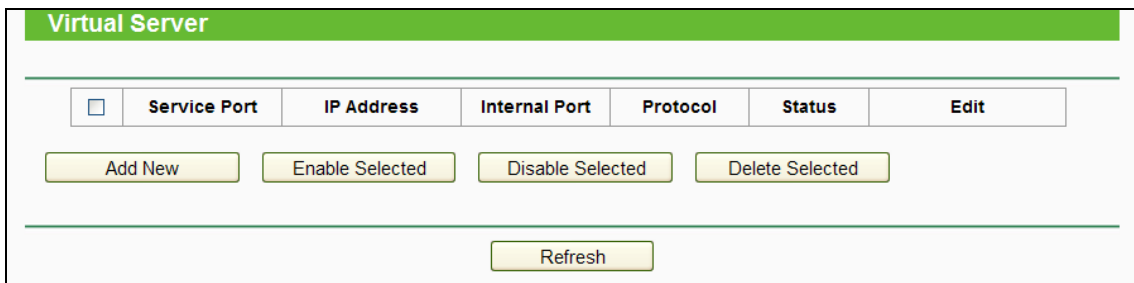 Virtual Server
Service Port IP Address Internal Port Protocol Status Edit
Add New Enable Selected Disable Selected Delete Selected
Refresh